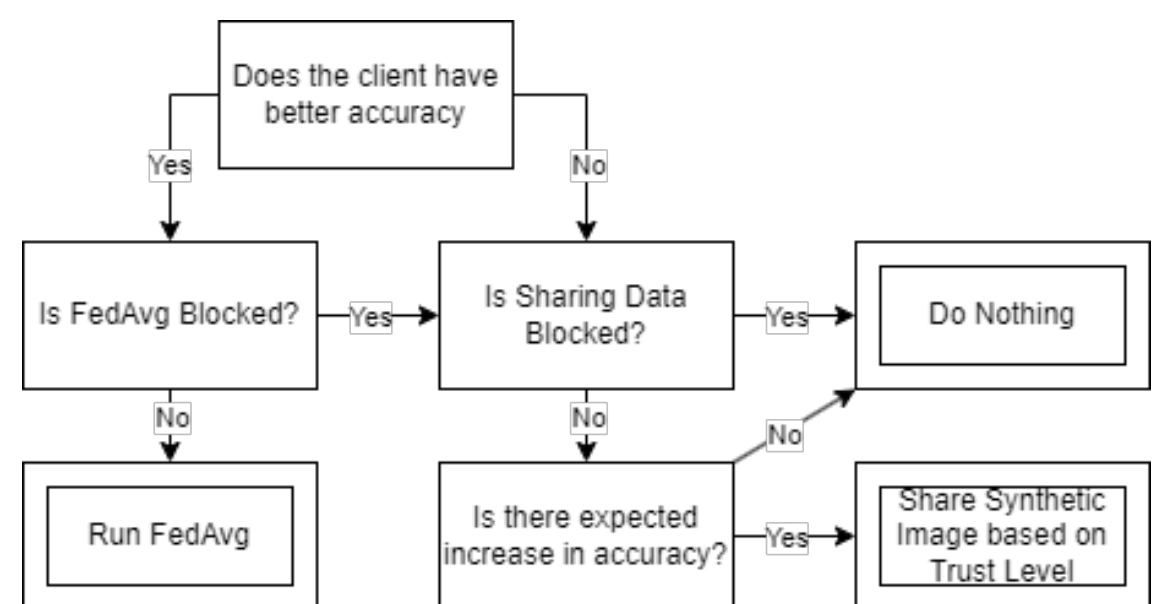 Does the client have
better accuracy
Yes
No
Is FedAvg Blocked?
Yes
Is Sharing Data
Blocked?
Yes
Do Nothing
No
No
No
Run FedAvg
Is there expected
increase in accuracy?
Yes
Share Synthetic
Image based on
Trust Level